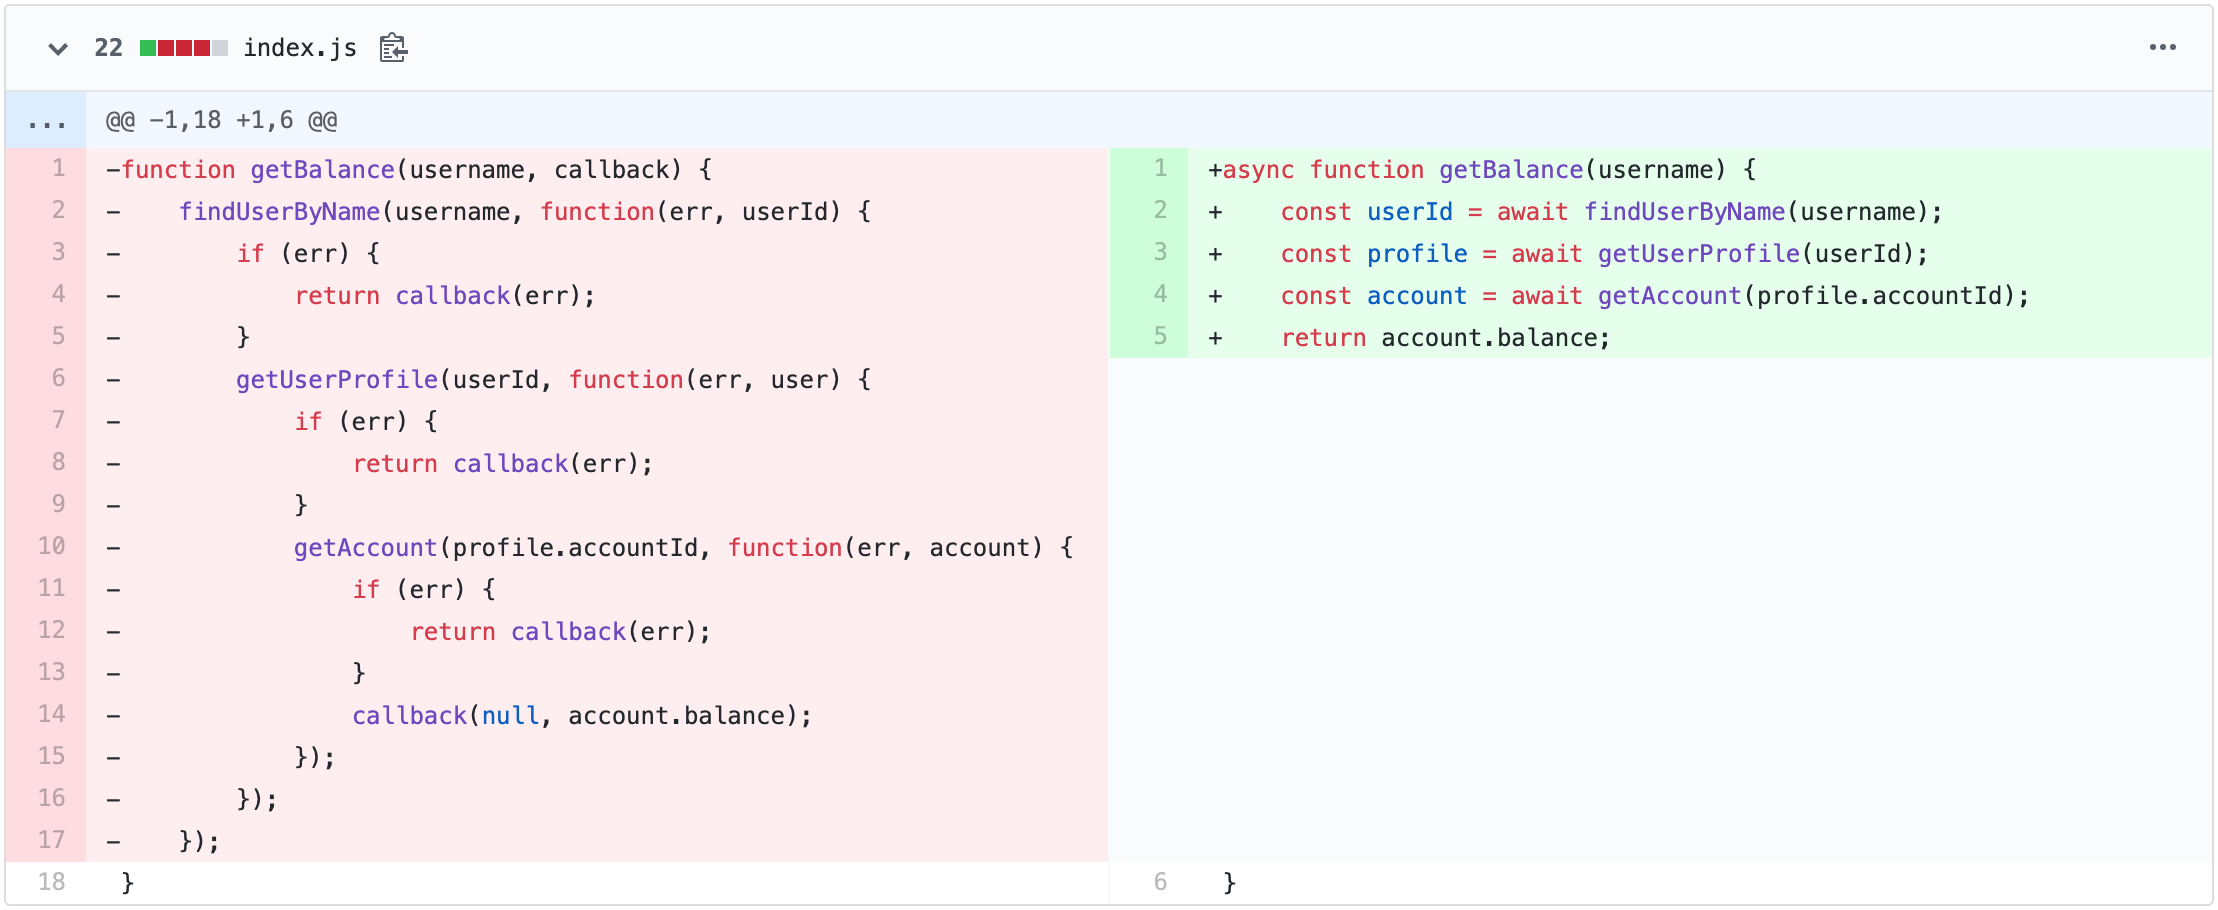 22 index.js
... @@ -1,18 +1,6 @@
1 -function getBalance(username, callback) {
2 -    findUserByName(username, function(err, userId) {
3 -        if (err) {
4 -            return callback(err);
5 -        }
6 -        getUserProfile(userId, function(err, user) {
7 -            if (err) {
8 -                return callback(err);
9 -            }
10 -            getAccount(profile.accountId, function(err, account) {
11 -                if (err) {
12 -                    return callback(err);
13 -                }
14 -                callback(null, account.balance);
15 -            });
16 -        });
17 -    });
18  }
1 +async function getBalance(username) {
2 +    const userId = await findUserByName(username);
3 +    const profile = await getUserProfile(userId);
4 +    const account = await getAccount(profile.accountId);
5 +    return account.balance;
6  }